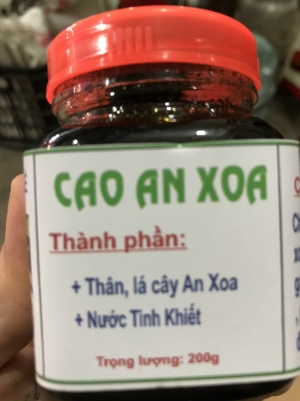 CAO AN XOA
Thành phần:
+ Thân, lá cây An Xoa
+ Nước Tinh Khiết
Trọng lượng: 200g